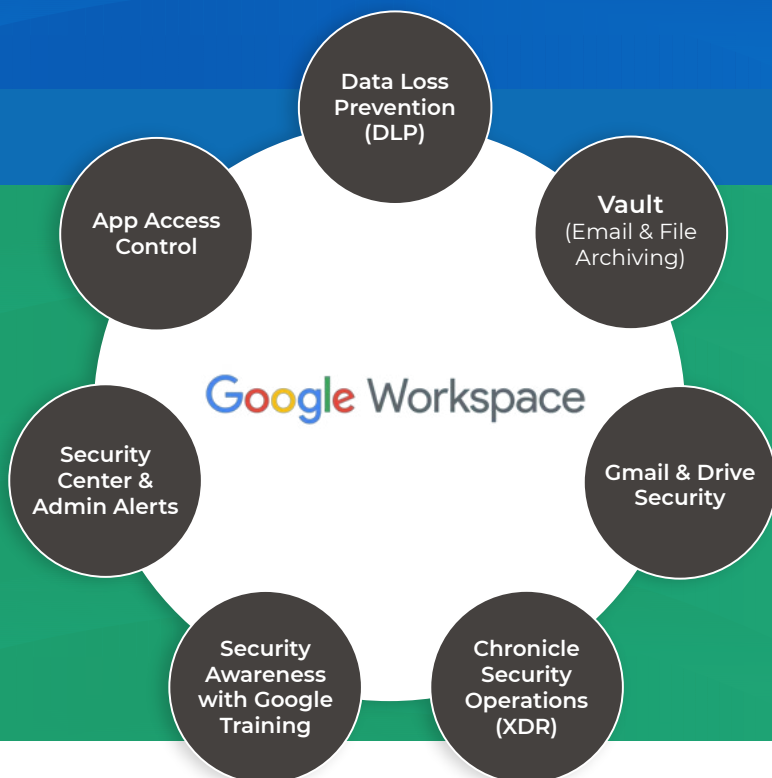 Data Loss
Prevention
(DLP)
Vault
(Email & File
Archiving)
App Access
Control
Google Workspace
Security
Center &
Admin Alerts
Gmail & Drive
Security
Security
Awareness
with Google
Training
Chronicle
Security
Operations
(XDR)